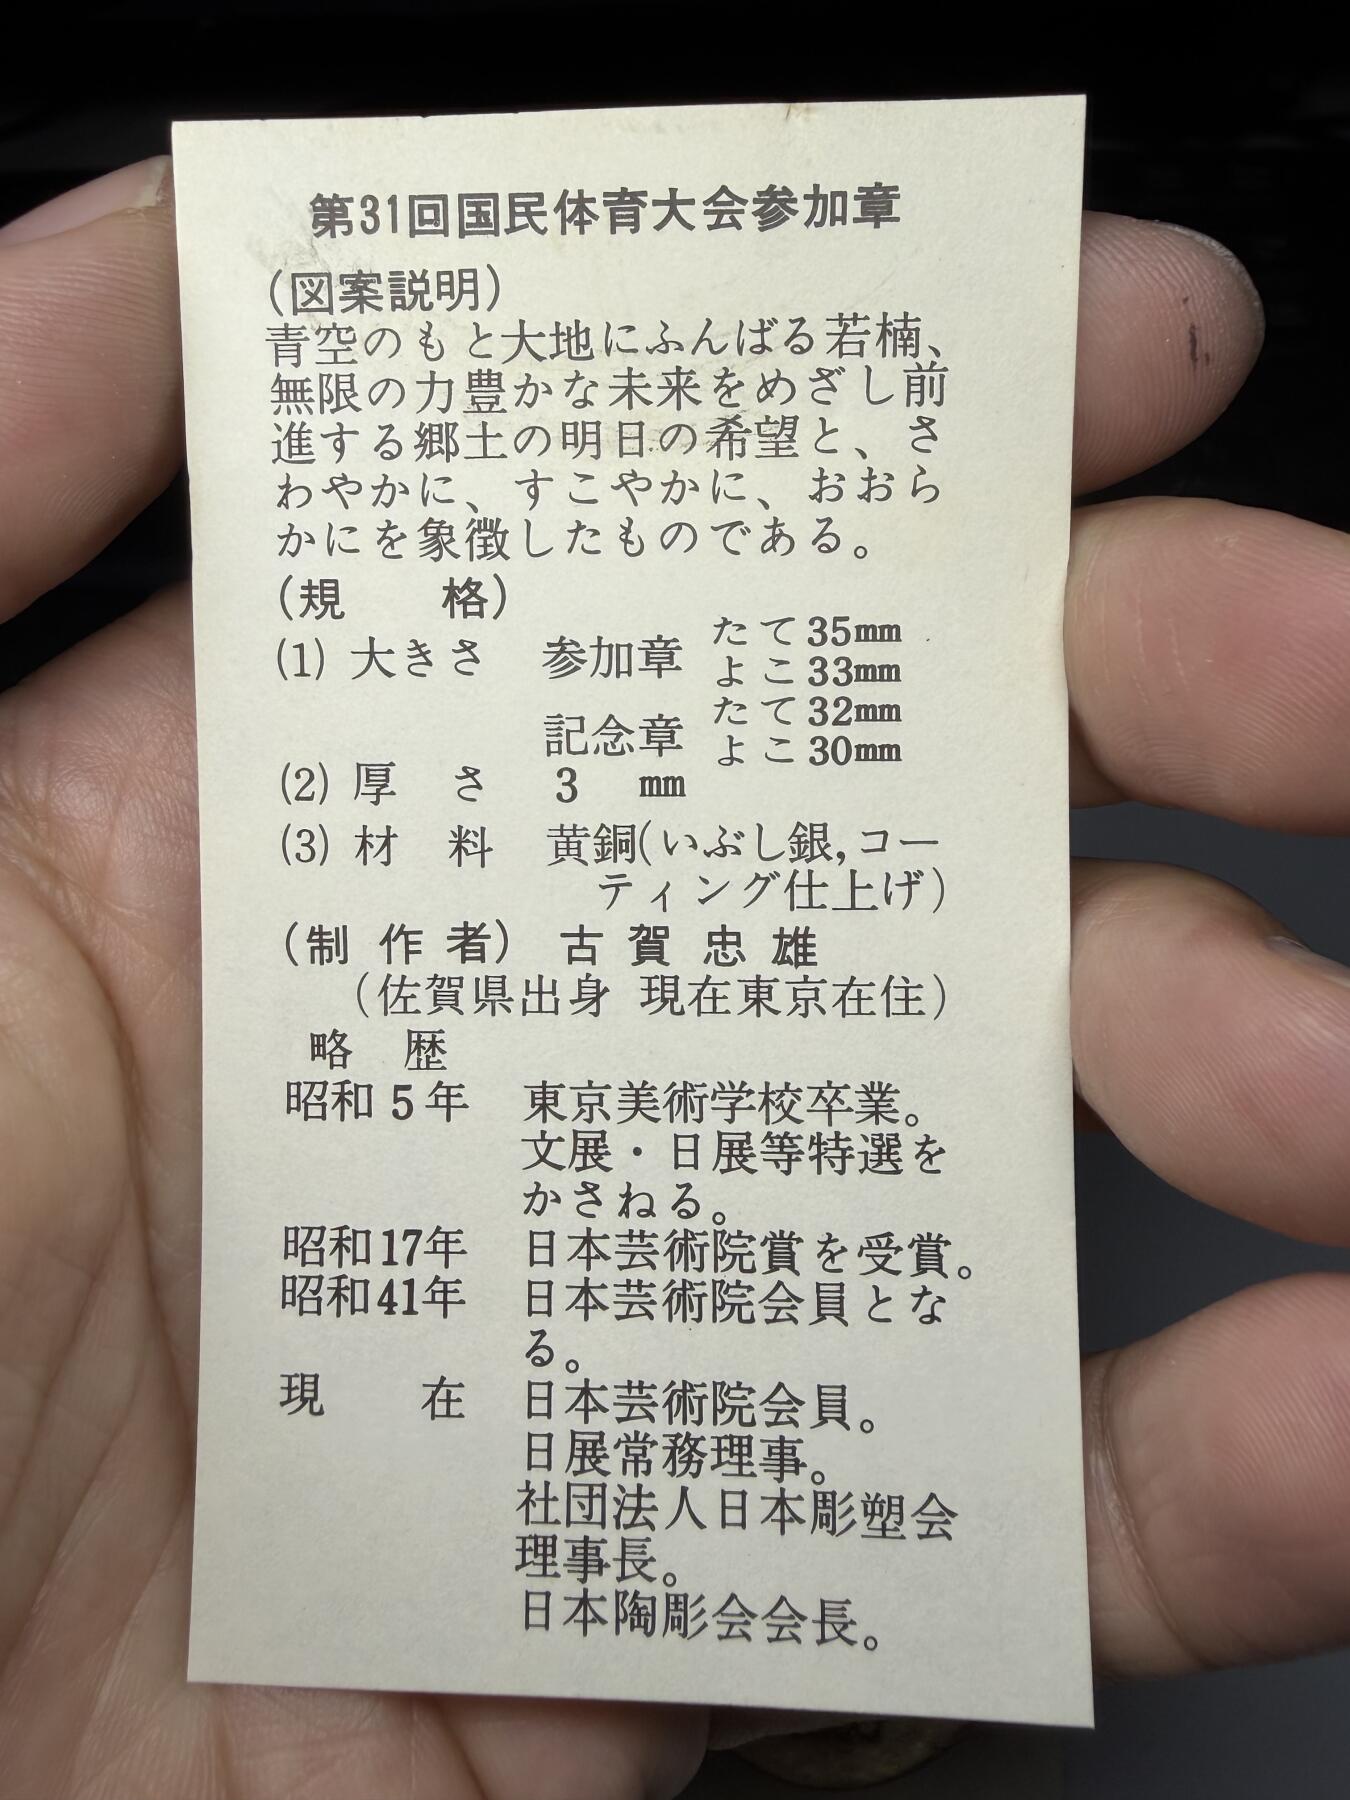 第31回国民体育大会参加章
(図案説明)
青空のもと大地にふんばる若楠、
無限の力豊かな未来をめざし前
進する郷土の明日の希望と、さ
わやかに、すこやかに、おおら
かにを象徴したものである。
(規　　格)
(1) 大きさ　参加章　たて35mm
よこ33mm
記念章　たて32mm
よこ30mm
(2) 厚　さ　3　mm
(3) 材　料　黄銅(いぶし銀,コー
ティング仕上げ)
(制 作 者)　古 賀 忠 雄
(佐賀県出身 現在東京在住)
略　歴
昭和 5年　東京美術学校卒業。
文展・日展等特選を
かさねる。
昭和17年　日本芸術院賞を受賞。
昭和41年　日本芸術院会員とな
る。
現　　在　日本芸術院会員。
日展常務理事。
社団法人日本彫塑会
理事長。
日本陶彫会会長。